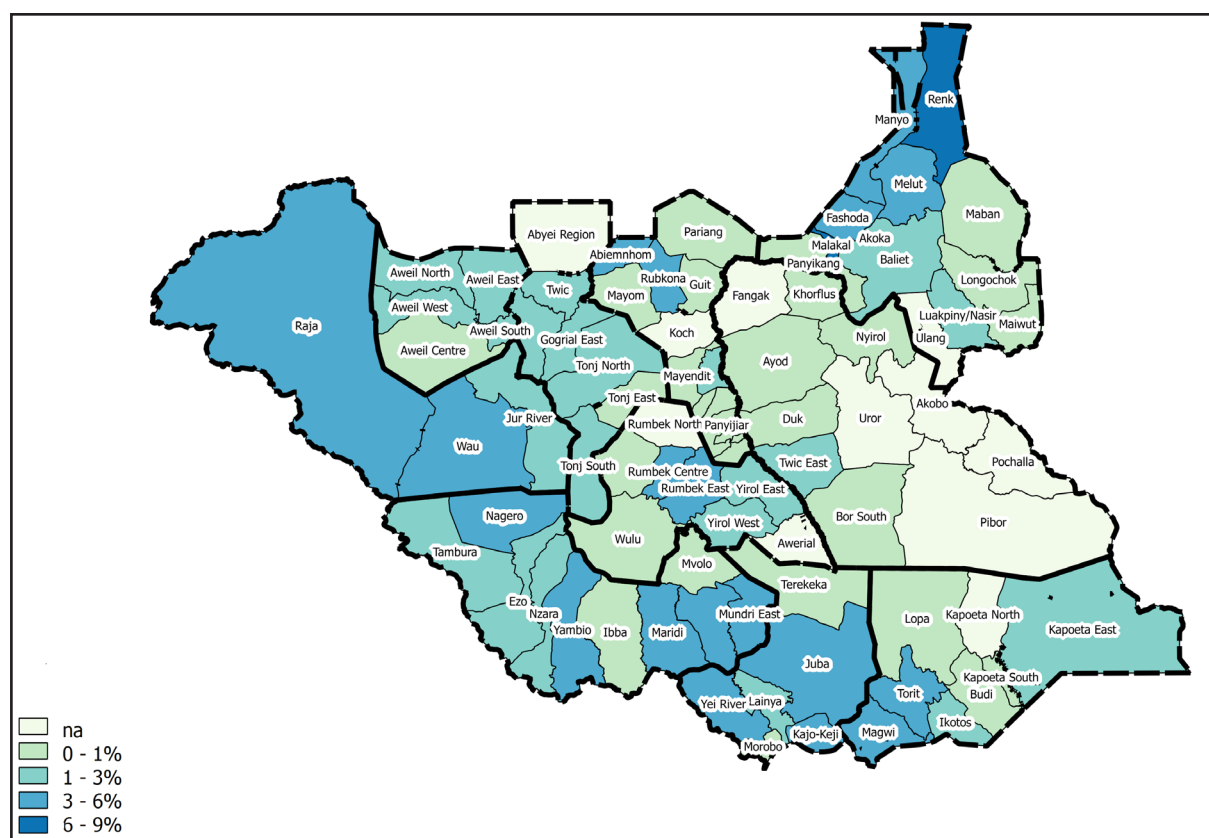 Renk
Manyo
Melut
Fashoda
Maban
Abyei Region
Pariang
Akoka
Malakal
Abiemnhom
Baliet
Panyikang
Aweil North
Aweil East
Rubkona
Guit
Longochok
Twic
Mayom
Fangak
Khorflus
Aweil West
Luakpiny/Nasir
Raja
Maiwut
Aweil South
Koch
Ulang
Gogrial East
Nyirol
Aweil Centre
Ayod
Tonj North
Mayendit
Tonj East
Akobo
Jur River
Duk
Uror
Rumbek North
Panyijiar
Wau
Twic East
Pochalla
Tonj South
Rumbek Centre
Rumbek East
Yirol East
Nagero
Bor South
Pibor
Yirol West
Wulu
Awerial
Tambura
Mvolo
Terekeka
Ezo
Nzara
Mundri East
Kapoeta North
Lopa
Yambio
Ibba
Maridi
Kapoeta East
Juba
Kapoeta South
Torit
Budi
Yei River
Lainya
Ikotos
Kajo-Keji
Magwi
Morobo
na
0 - 1%
1 - 3%
3 - 6%
6 - 9%